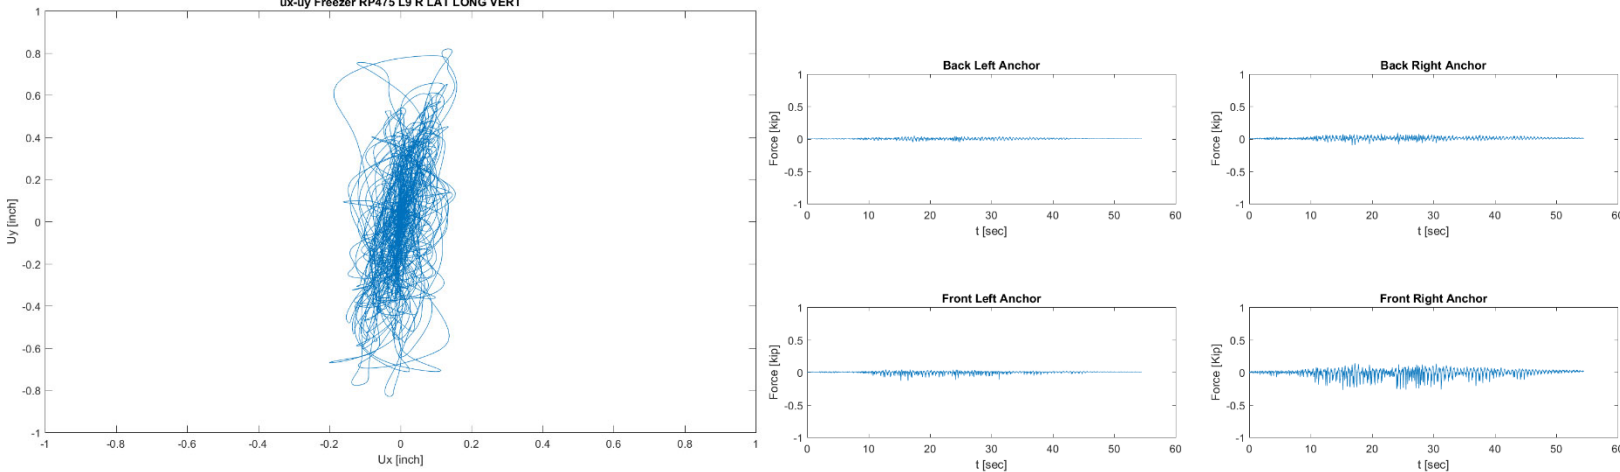 ux-uy Freezer RP475 L9 R LAT LONG VERT
1
0.8
0.6
0.4
0.2
0
-0.2
-0.4
-0.6
-0.8
-1
Uy [inch]
-1 -0.8 -0.6 -0.4 -0.2 0 0.2 0.4 0.6 0.8 1
Ux [inch]
Back Left Anchor
1
0.5
0
-0.5
-1
Force [kip]
0 10 20 30 40 50 60
t [sec]
Back Right Anchor
1
0.5
0
-0.5
-1
Force [kip]
0 10 20 30 40 50 60
t [sec]
Front Left Anchor
1
0.5
0
-0.5
-1
Force [kip]
0 10 20 30 40 50 60
t [sec]
Front Right Anchor
1
0.5
0
-0.5
-1
Force [Kip]
0 10 20 30 40 50 60
t [sec]